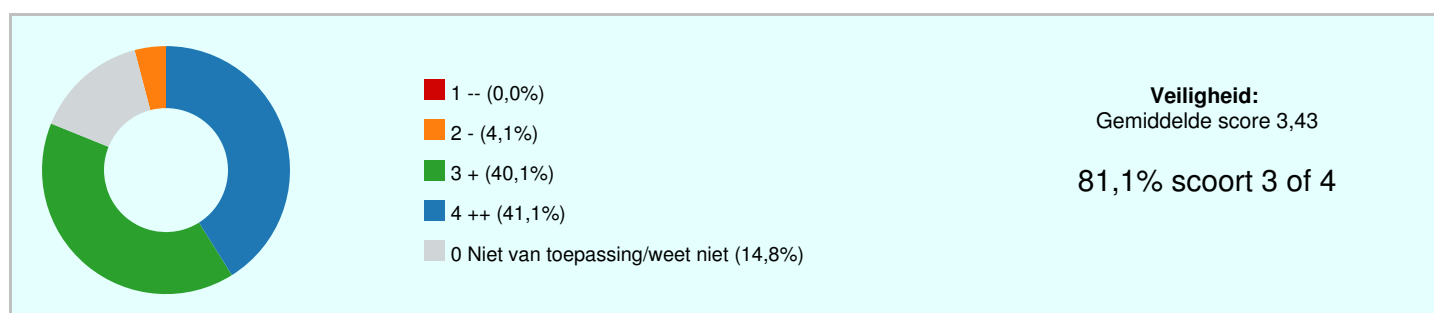 1 -- (0,0%)
2 - (4,1%)
3 + (40,1%)
4 ++ (41,1%)
0 Niet van toepassing/weet niet (14,8%)
Veiligheid:
Gemiddelde score 3,43
81,1% scoort 3 of 4